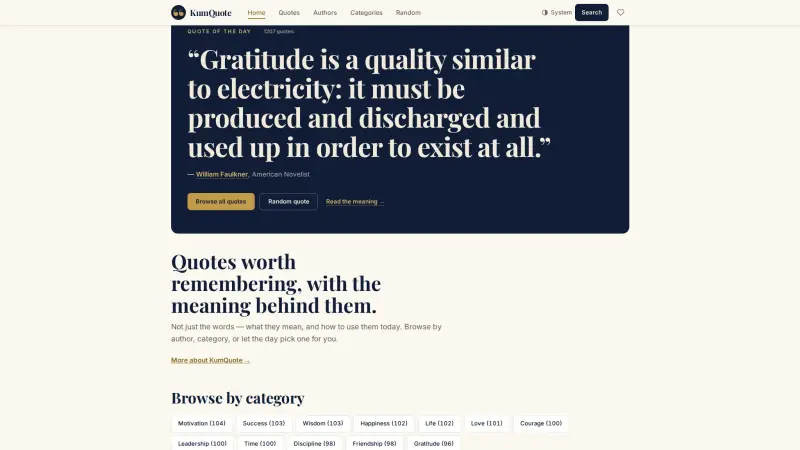 KumQuote
Home
Quotes
Authors
Categories
Random
System
Search
QUOTE OF THE DAY
1207 quotes
“Gratitude is a quality similar
to electricity: it must be
produced and discharged and
used up in order to exist at all.”
— William Faulkner, American Novelist
Browse all quotes
Random quote
Read the meaning →
Quotes worth
remembering, with the
meaning behind them.
Not just the words — what they mean, and how to use them today. Browse by
author, category, or let the day pick one for you.
More about KumQuote →
Browse by category
Motivation (104)
Success (103)
Wisdom (103)
Happiness (102)
Life (102)
Love (101)
Courage (100)
Leadership (100)
Time (100)
Discipline (98)
Friendship (98)
Gratitude (96)